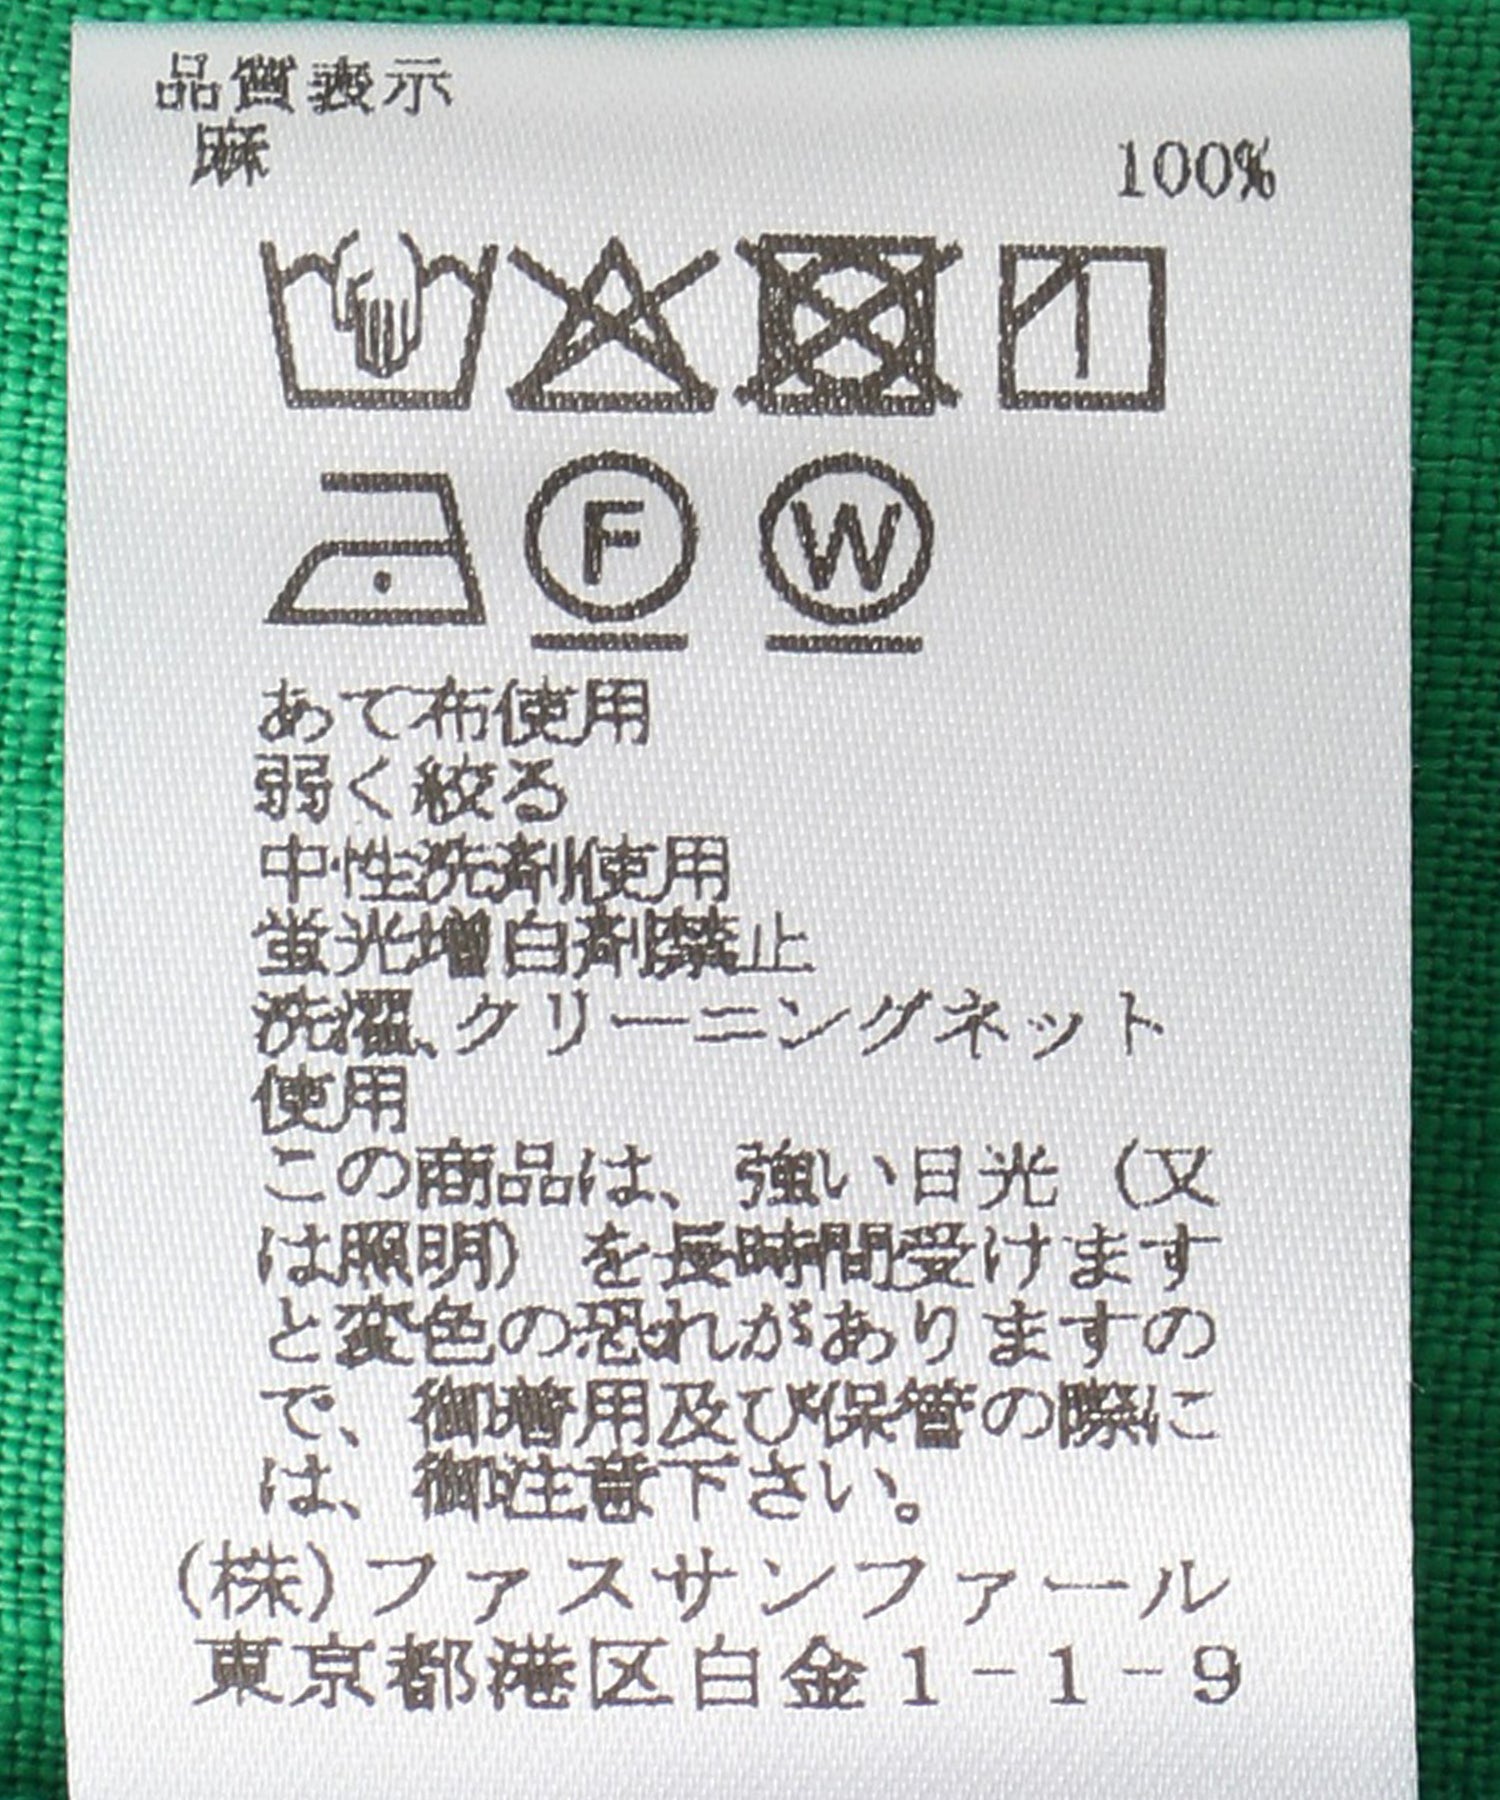 品質表示
麻 100%
F W
あて布使用
弱く絞る
中性洗剤使用
蛍光増白剤禁止
洗濯、クリーニングネット
使用
この商品は、強い日光（又
は照明）を長時間受けます
と変色の恐れがありますの
で、御着用及び保管の際に
は、御注意下さい。
(株)ファスサンファール
東京都港区白金1-1-9